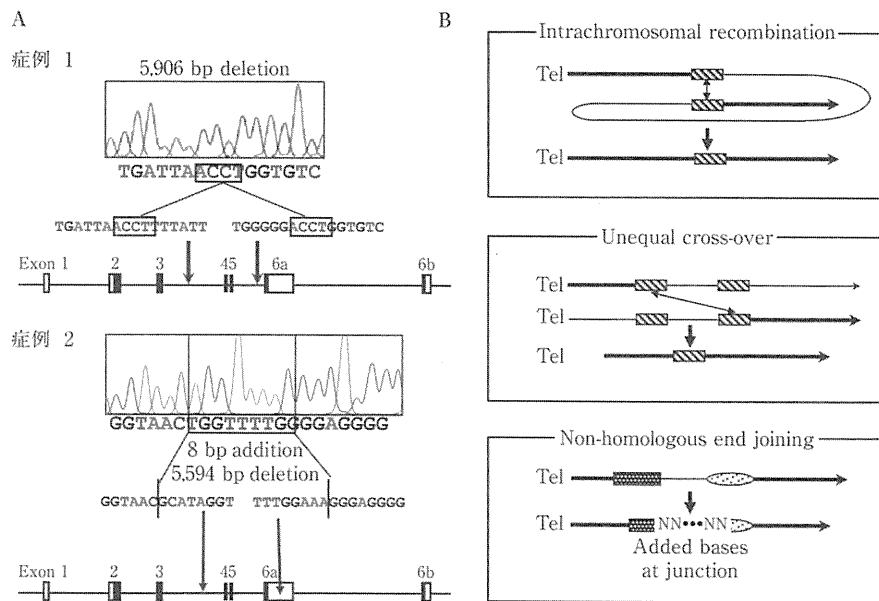 A
症例 1
5,906 bp deletion
TGATTAACCTGGTGTC
TGATTAACCTTTTATT TGGGGGACCTGGTGTC
Exon 1 2 3 45 6a 6b
症例 2
GGTAACTGGTTTTGGGGAGGGG
8 bp addition
5,594 bp deletion
GGTAACGCATAGGT TTTGGAAAGGGAGGGG
Exon 1 2 3 45 6a 6b
B
Intrachromosomal recombination
Tel
Tel
Unequal cross-over
Tel
Tel
Tel
Non-homologous end joining
Tel
Tel NN•••NN
Added bases
at junction